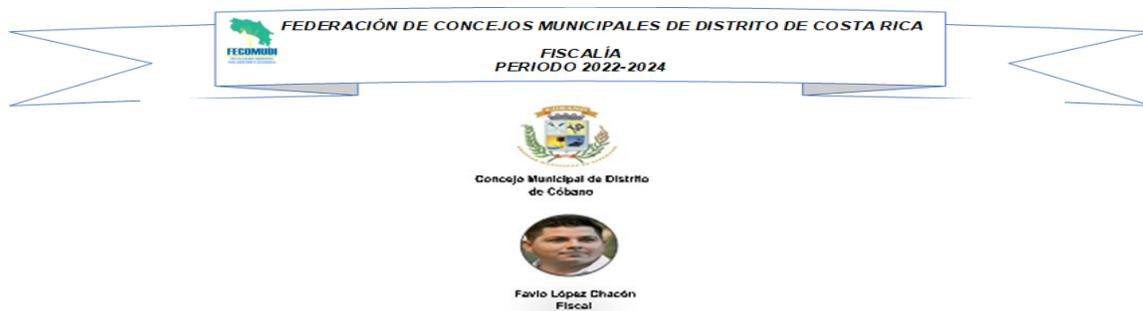 FEDERACIÓN DE CONCEJOS MUNICIPALES DE DISTRITO DE COSTA RICA
FECOMUDI
FISCALÍA
PERIODO 2022-2024
Concejo Municipal de Distrito
de Cóbano
Favio López Chacón
Fiscal